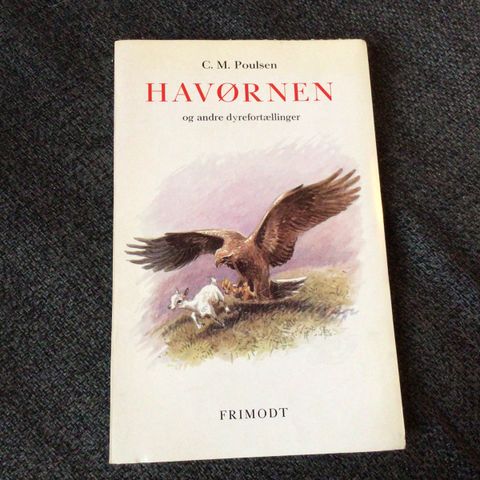 C. M. Poulsen
HAVØRNEN
og andre dyrefortællinger
FRIMODT